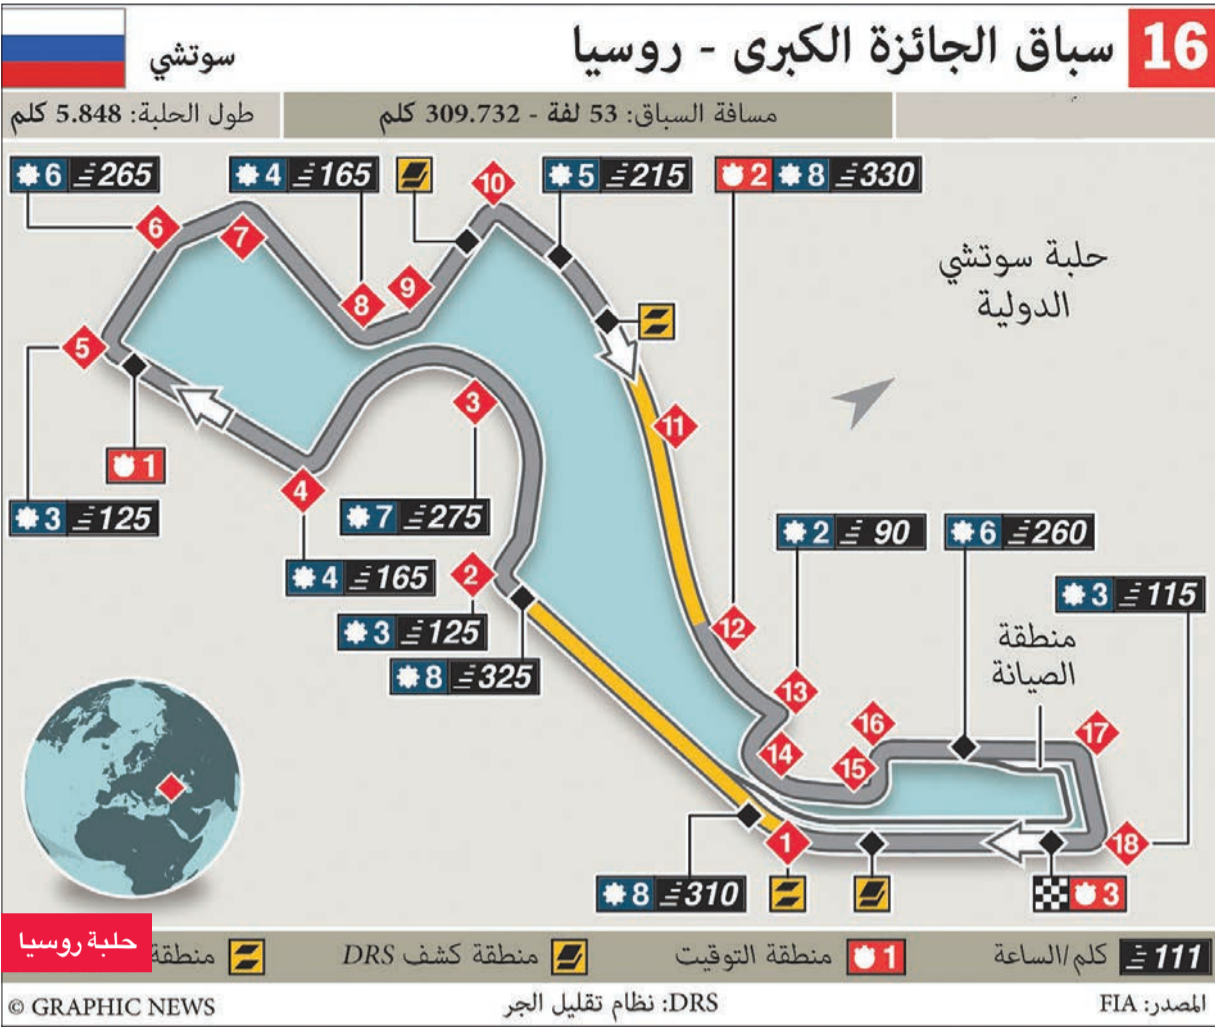 16 سباق الجائزة الكبرى - روسيا
سوتشي
مسافة السباق: 53 لفة - 309.732 كلم
طول الحلبة: 5.848 كلم
6 265
4 165
10
5 215
2 8 330
حلبة سوتشي
الدولية
6
7
8
9
5
3
11
1
4
3 125
7 275
2 90
6 260
4 165
2
3 115
3 125
12
منطقة
الصيانة
8 325
13
16
17
14
15
1
18
8 310
3
حلبة روسيا
111 كلم/الساعة
1 منطقة التوقيت
منطقة كشف DRS
منطقة
المصدر: FIA
DRS: نظام تقليل الجر
© GRAPHIC NEWS